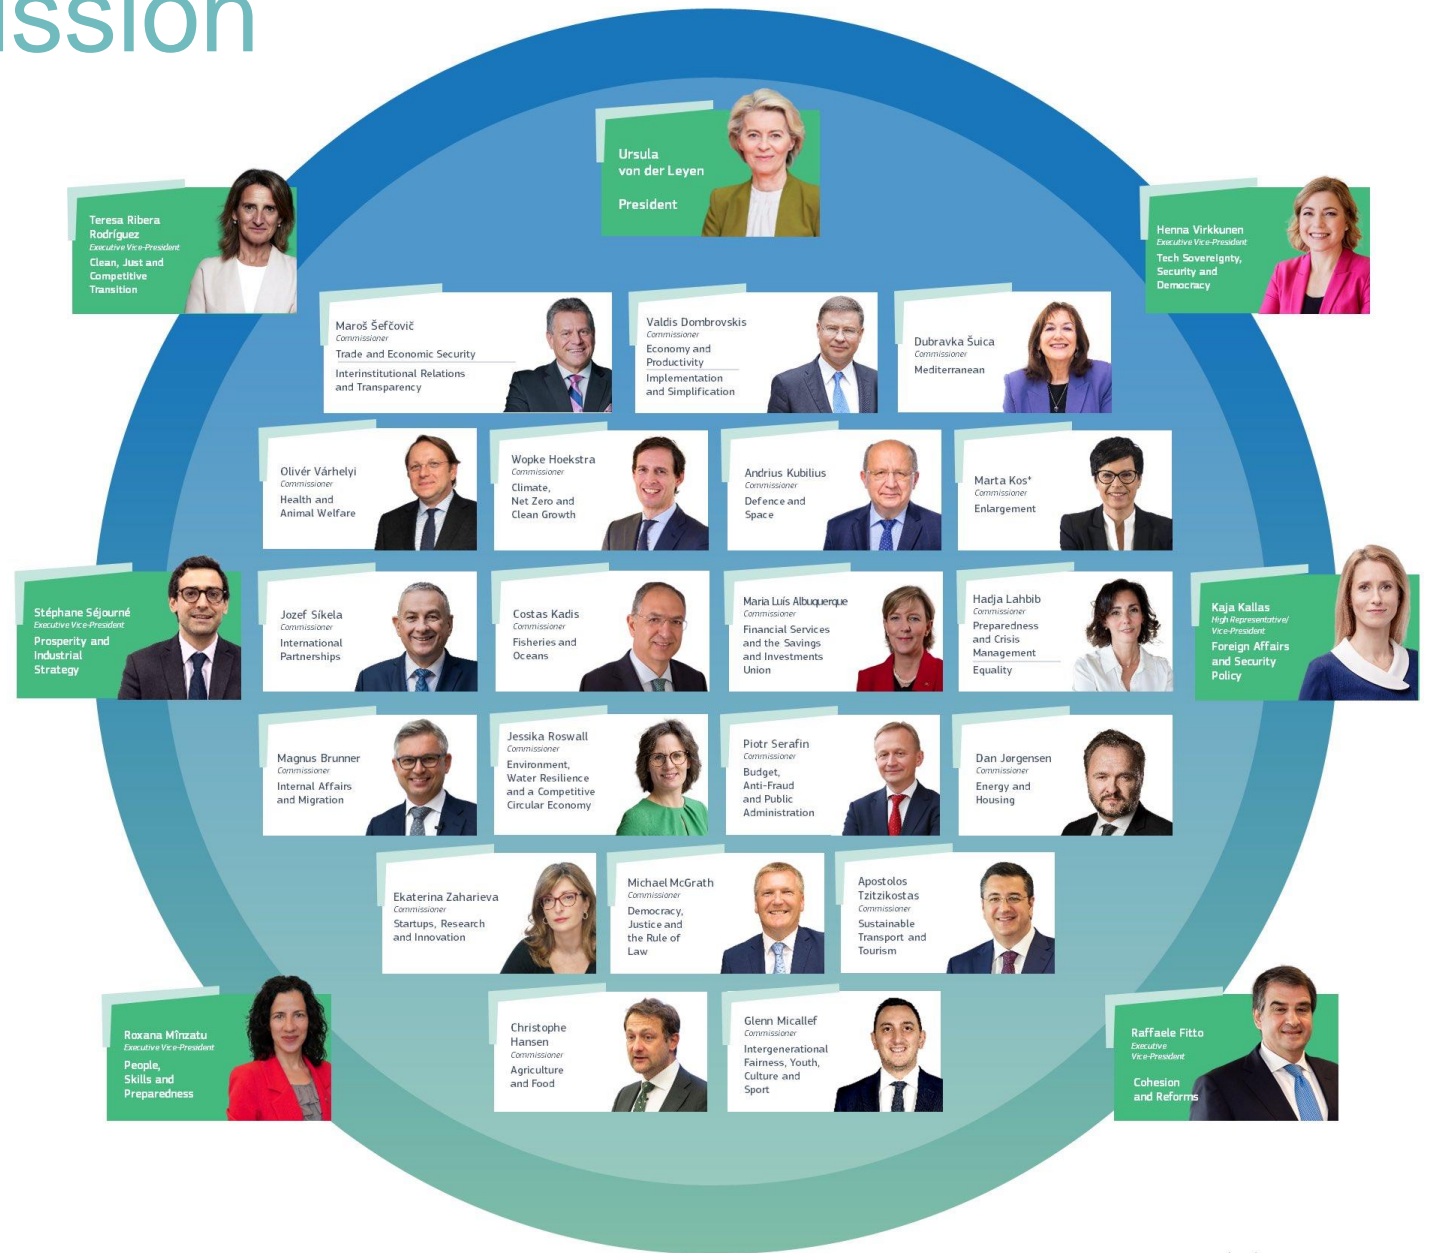 ission
Ursula
von der Leyen
President
Teresa Ribera
Rodríguez
Executive Vice-President
Clean, Just and
Competitive
Transition
Henna Virkkunen
Executive Vice-President
Tech Sovereignty,
Security and
Democracy
Maroš Šefčovič
Commissioner
Trade and Economic Security
Interinstitutional Relations
and Transparency
Valdis Dombrovskis
Commissioner
Economy and
Productivity
Implementation
and Simplification
Dubravka Šuica
Commissioner
Mediterranean
Olivér Várhelyi
Commissioner
Health and
Animal Welfare
Wopke Hoekstra
Commissioner
Climate,
Net Zero and
Clean Growth
Andrius Kubilius
Commissioner
Defence and
Space
Marta Kos*
Commissioner
Enlargement
Stéphane Séjourné
Executive Vice-President
Prosperity and
Industrial
Strategy
Jozef Síkela
Commissioner
International
Partnerships
Costas Kadis
Commissioner
Fisheries and
Oceans
Maria Luís Albuquerque
Commissioner
Financial Services
and the Savings
and Investments
Union
Hadja Lahbib
Commissioner
Preparedness
and Crisis
Management
Equality
Kaja Kallas
High Representative/
Vice-President
Foreign Affairs
and Security
Policy
Magnus Brunner
Commissioner
Internal Affairs
and Migration
Jessika Roswall
Commissioner
Environment,
Water Resilience
and a Competitive
Circular Economy
Piotr Serafin
Commissioner
Budget,
Anti-Fraud
and Public
Administration
Dan Jørgensen
Commissioner
Energy and
Housing
Ekaterina Zaharieva
Commissioner
Startups, Research
and Innovation
Michael McGrath
Commissioner
Democracy,
Justice and
the Rule of
Law
Apostolos
Tzitzikostas
Commissioner
Sustainable
Transport and
Tourism
Roxana Mînzatu
Executive Vice-President
People,
Skills and
Preparedness
Christophe
Hansen
Commissioner
Agriculture
and Food
Glenn Micallef
Commissioner
Intergenerational
Fairness, Youth,
Culture and
Sport
Raffaele Fitto
Executive
Vice-President
Cohesion
and Reforms